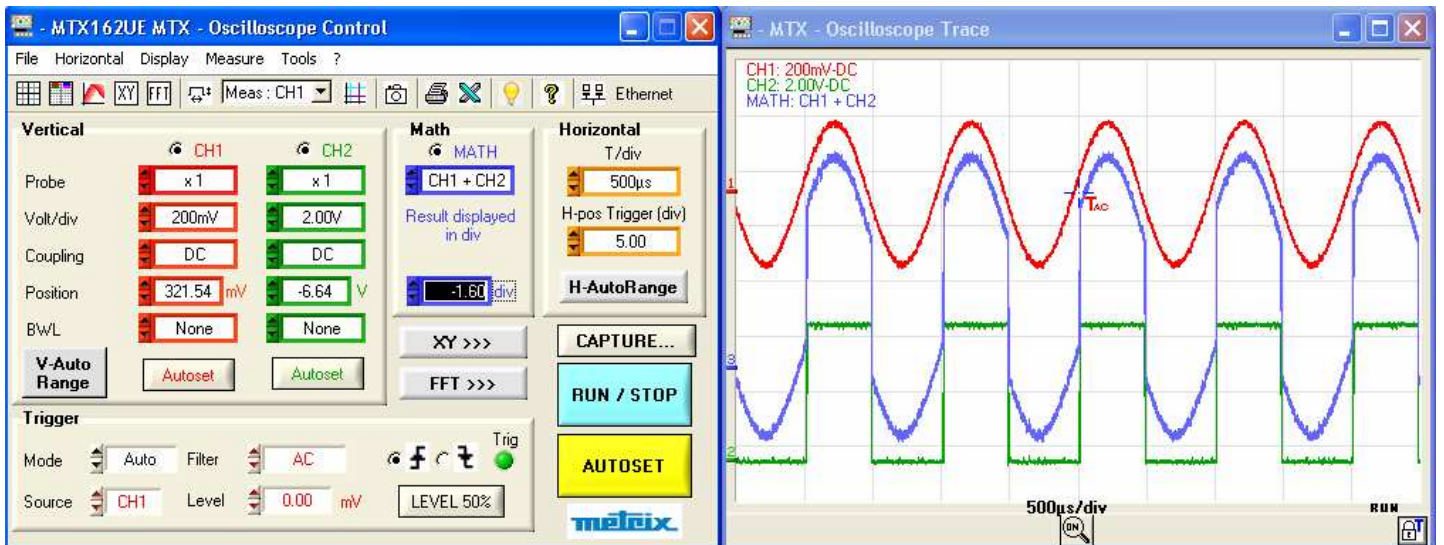 - MTX162UE MTX - Oscilloscope Control
File Horizontal Display Measure Tools ?
XY FFT Meas : CH1 Ethernet
Vertical
CH1 CH2
Probe x 1 x 1
Volt/div 200mV 2.00V
Coupling DC DC
Position 321.54 mV -6.64 V
BWL None None
V-Auto
Range
Autoset Autoset
Math
MATH
CH1 + CH2
Result displayed
in div
-1.60 div
XY >>>
FFT >>>
Horizontal
T/div
500µs
H-pos Trigger (div)
5.00
H-AutoRange
CAPTURE...
RUN / STOP
AUTOSET
metrix
Trigger
Mode Auto Filter AC Trig
Source CH1 Level 0.00 mV LEVEL 50%
- MTX - Oscilloscope Trace
CH1: 200mV-DC
CH2: 2.00V-DC
MATH: CH1 + CH2
1
TAC
3
2
500µs/div RUN
ON T